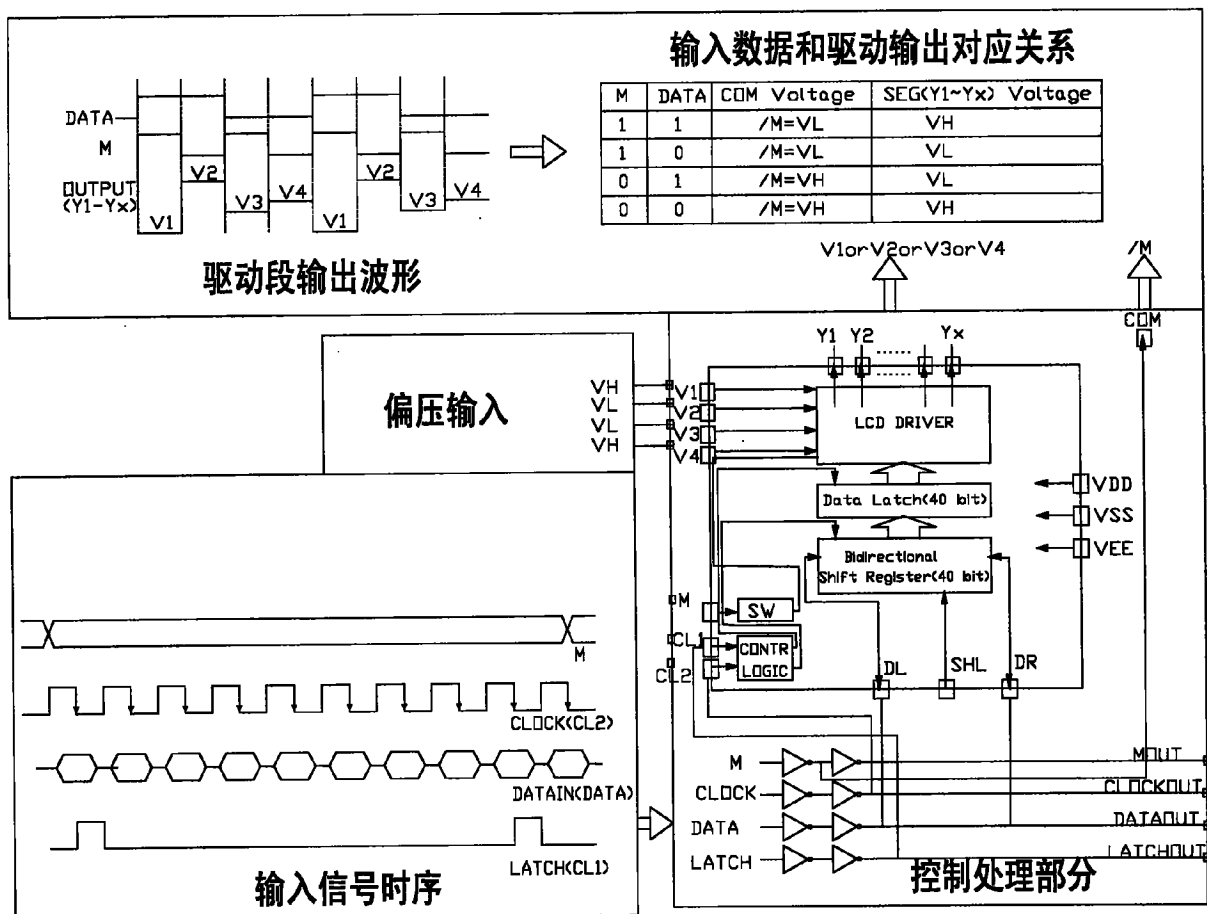 输入数据和驱动输出对应关系
DATA
M
OUTPUT
(Y1-Yx)
V1 V2 V3 V4 V1 V2 V3 V4
驱动段输出波形
M DATA COM Voltage SEG(Y1~Yx) Voltage
1 1 /M=VL VH
1 0 /M=VL VL
0 1 /M=VH VL
0 0 /M=VH VH
V1orV2orV3orV4
/M
COM
偏压输入
VH
VL
VL
VH
V1
V2
V3
V4
Y1 Y2 ...... Yx
......
LCD DRIVER
Data Latch(40 bit)
Bidirectional
Shift Register(40 bit)
VDD
VSS
VEE
M
SW
CL1
CONTR
LOGIC
CL2
DL SHL DR
M
CLOCK(CL2)
DATAIN(DATA)
LATCH(CL1)
输入信号时序
M MOUT
CLOCK CLOCKOUT
DATA DATAOUT
LATCH LATCHOUT
控制处理部分